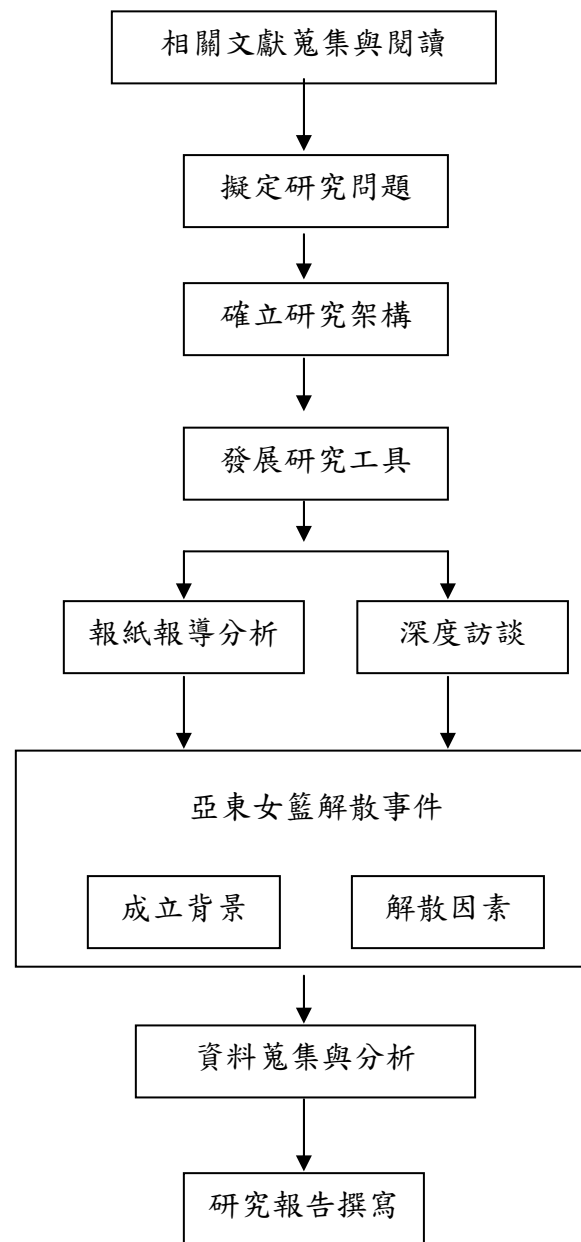 相關文獻蒐集與閱讀
擬定研究問題
確立研究架構
發展研究工具
報紙報導分析
深度訪談
亞東女籃解散事件
成立背景
解散因素
資料蒐集與分析
研究報告撰寫